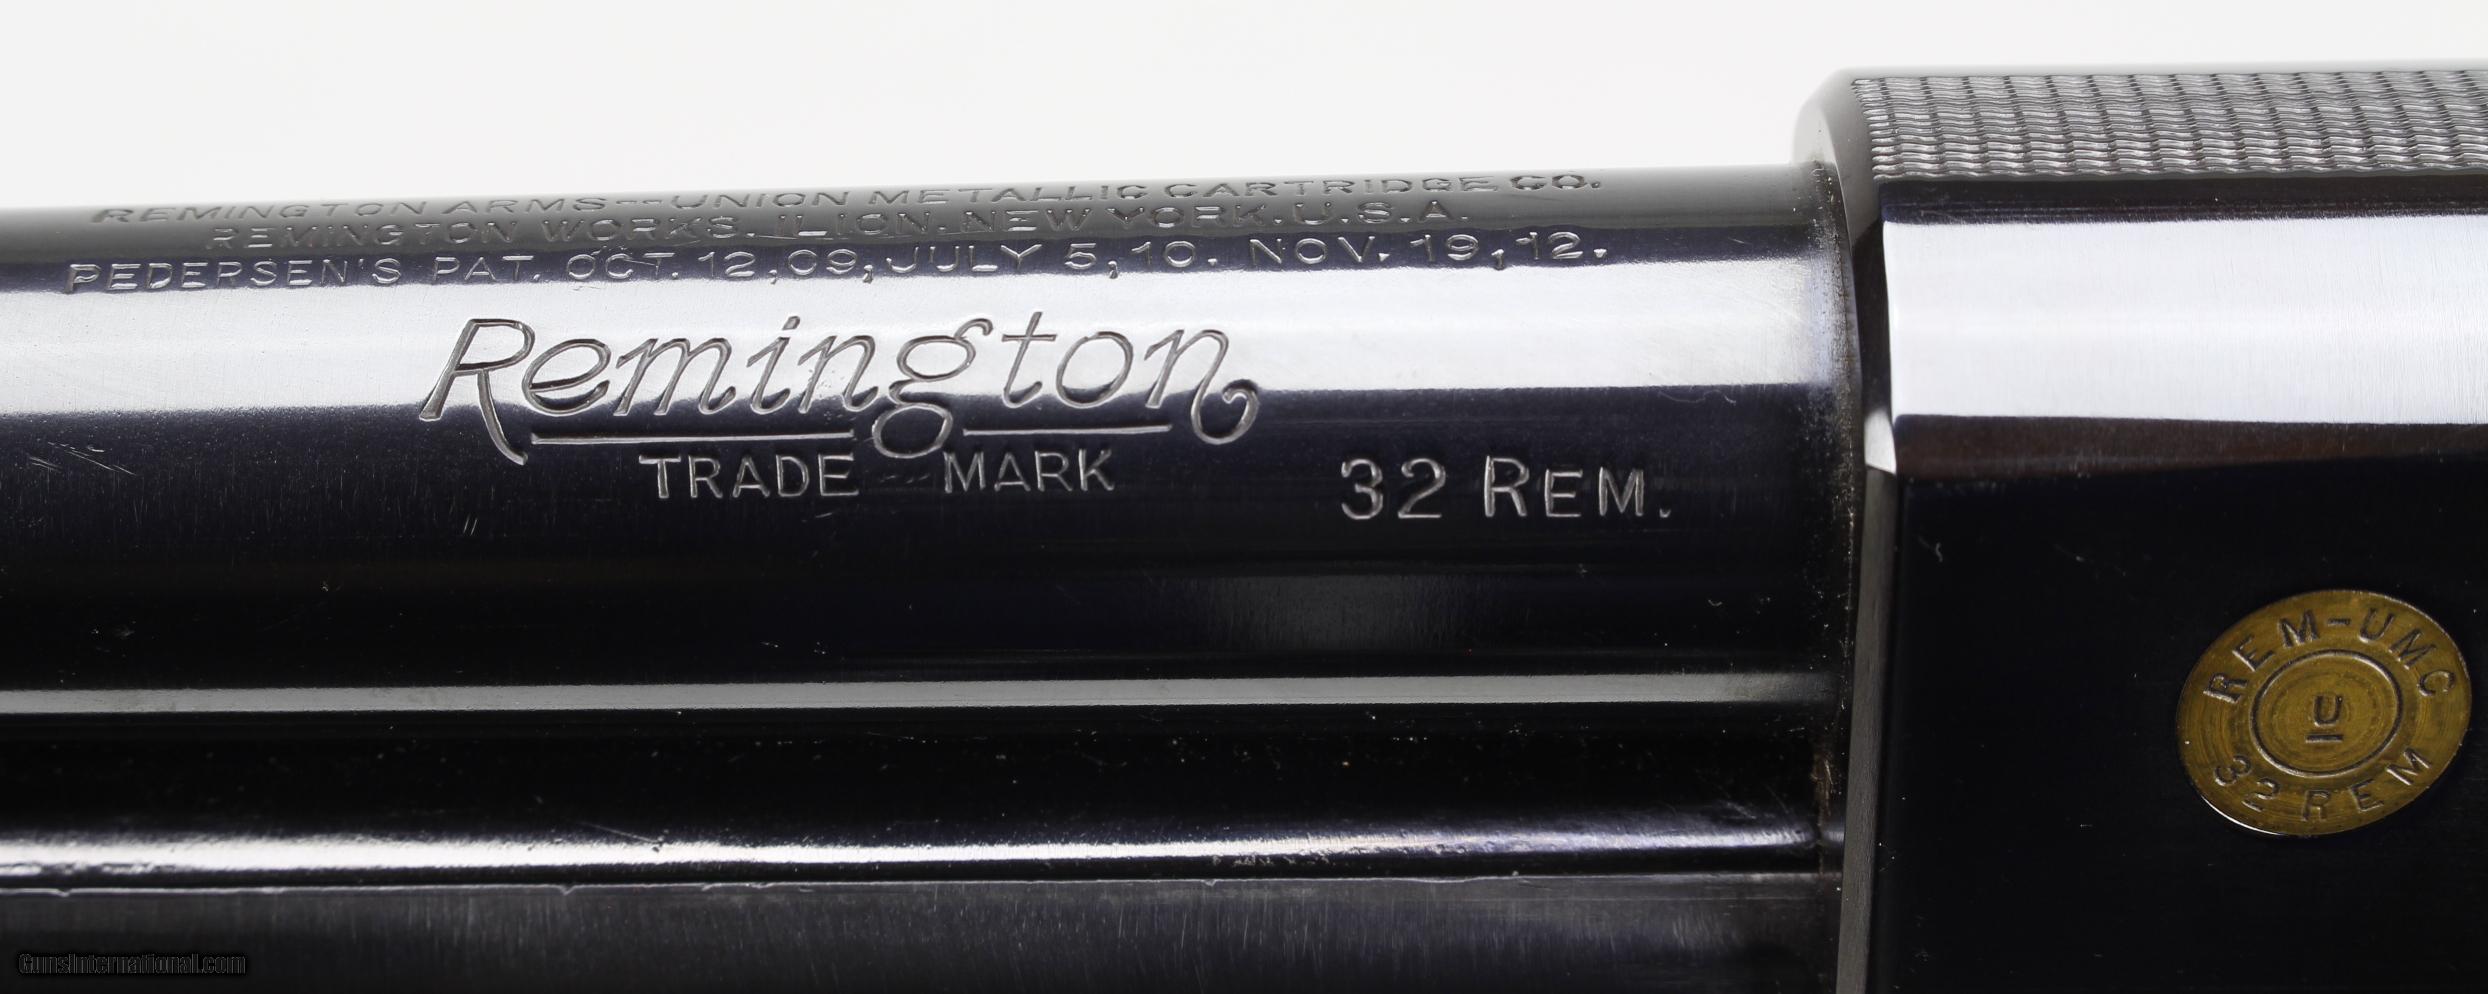 REMINGTON ARMS--UNION METALLIC CARTRIDGE CO.
REMINGTON WORKS. ILION. NEW YORK. U.S.A.
PEDERSEN'S PAT. OCT. 12,09, JULY 5,10. NOV. 19,12.
Remington
TRADE MARK
32 REM.
REM-UMC
U
32 REM
GunsInternational.com